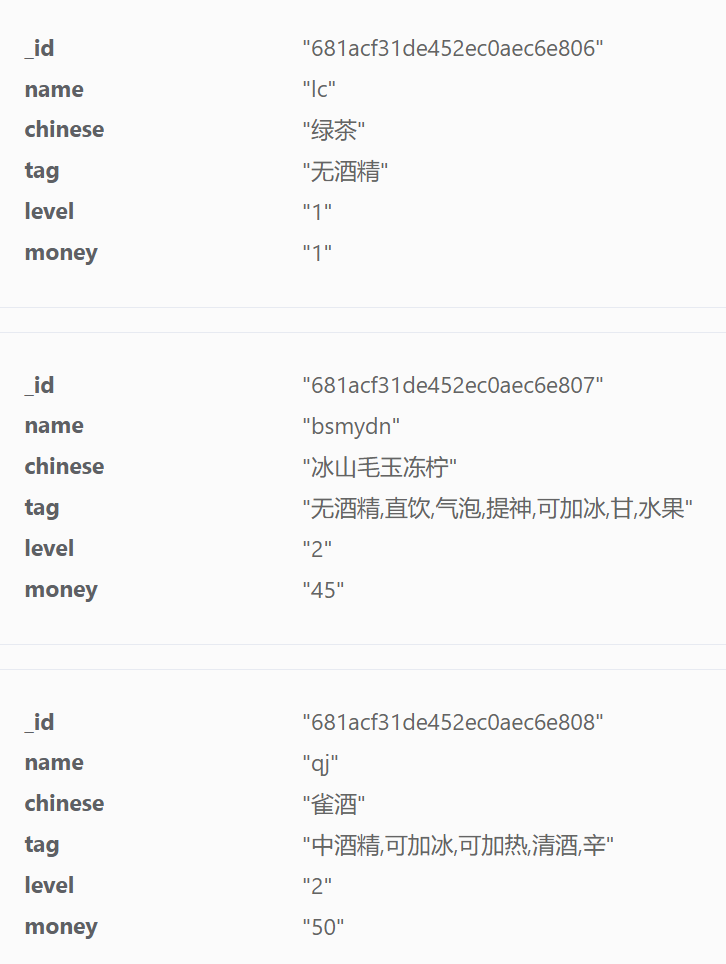 _id "681acf31de452ec0aec6e806"
name "lc"
chinese "绿茶"
tag "无酒精"
level "1"
money "1"
_id "681acf31de452ec0aec6e807"
name "bsmydn"
chinese "冰山毛玉冻柠"
tag "无酒精,直饮,气泡,提神,可加冰,甘,水果"
level "2"
money "45"
_id "681acf31de452ec0aec6e808"
name "qj"
chinese "雀酒"
tag "中酒精,可加冰,可加热,清酒,辛"
level "2"
money "50"